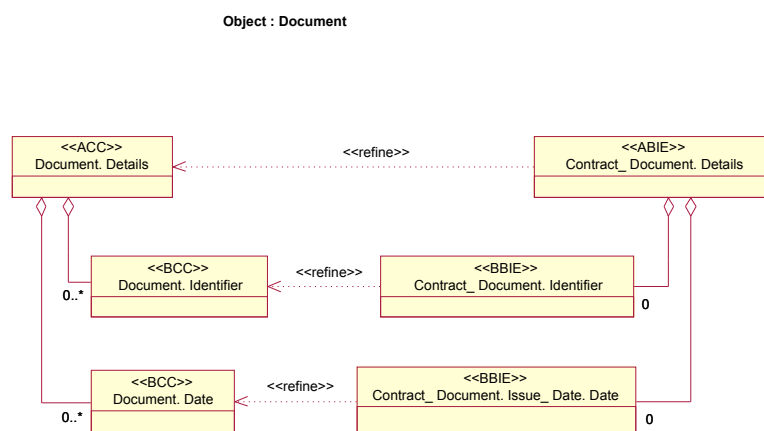 Object : Document
<<ACC>>
Document. Details
<<refine>>
<<ABIE>>
Contract_ Document. Details
<<BCC>>
Document. Identifier
0..*
<<refine>>
<<BBIE>>
Contract_ Document. Identifier
0
<<BCC>>
Document. Date
0..*
<<refine>>
<<BBIE>>
Contract_ Document. Issue_ Date. Date
0